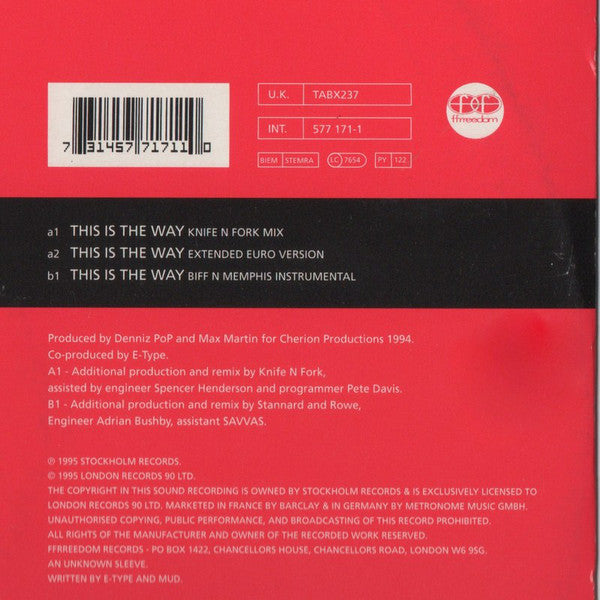 U.K. TABX237
INT. 577 171-1
BIEM STEMRA LC 7654 PY 122
ffrreedom
7 31457 71711 0
a1 THIS IS THE WAY KNIFE N FORK MIX
a2 THIS IS THE WAY EXTENDED EURO VERSION
b1 THIS IS THE WAY BIFF N MEMPHIS INSTRUMENTAL
Produced by Denniz PoP and Max Martin for Cherion Productions 1994.
Co-produced by E-Type.
A1 - Additional production and remix by Knife N Fork,
assisted by engineer Spencer Henderson and programmer Pete Davis.
B1 - Additional production and remix by Stannard and Rowe,
Engineer Adrian Bushby, assistant SAVVAS.
℗ 1995 STOCKHOLM RECORDS.
© 1995 LONDON RECORDS 90 LTD.
THE COPYRIGHT IN THIS SOUND RECORDING IS OWNED BY STOCKHOLM RECORDS & IS EXCLUSIVELY LICENSED TO
LONDON RECORDS 90 LTD. MARKETED IN FRANCE BY BARCLAY & IN GERMANY BY METRONOME MUSIC GMBH.
UNAUTHORISED COPYING, PUBLIC PERFORMANCE, AND BROADCASTING OF THIS RECORD PROHIBITED.
ALL RIGHTS OF THE MANUFACTURER AND OWNER OF THE RECORDED WORK RESERVED.
FFRREEDOM RECORDS - PO BOX 1422, CHANCELLORS HOUSE, CHANCELLORS ROAD, LONDON W6 9SG.
AN UNKNOWN SLEEVE.
WRITTEN BY E-TYPE AND MUD.